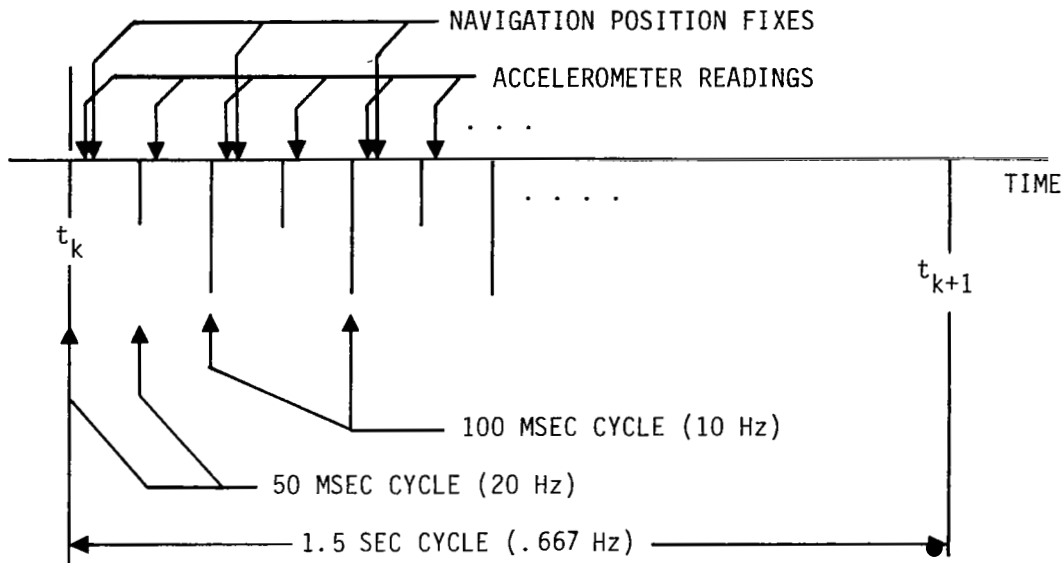 NAVIGATION POSITION FIXES
ACCELEROMETER READINGS
. . .
TIME
. . . .
t_k
t_{k+1}
100 MSEC CYCLE (10 Hz)
50 MSEC CYCLE (20 Hz)
1.5 SEC CYCLE (.667 Hz)